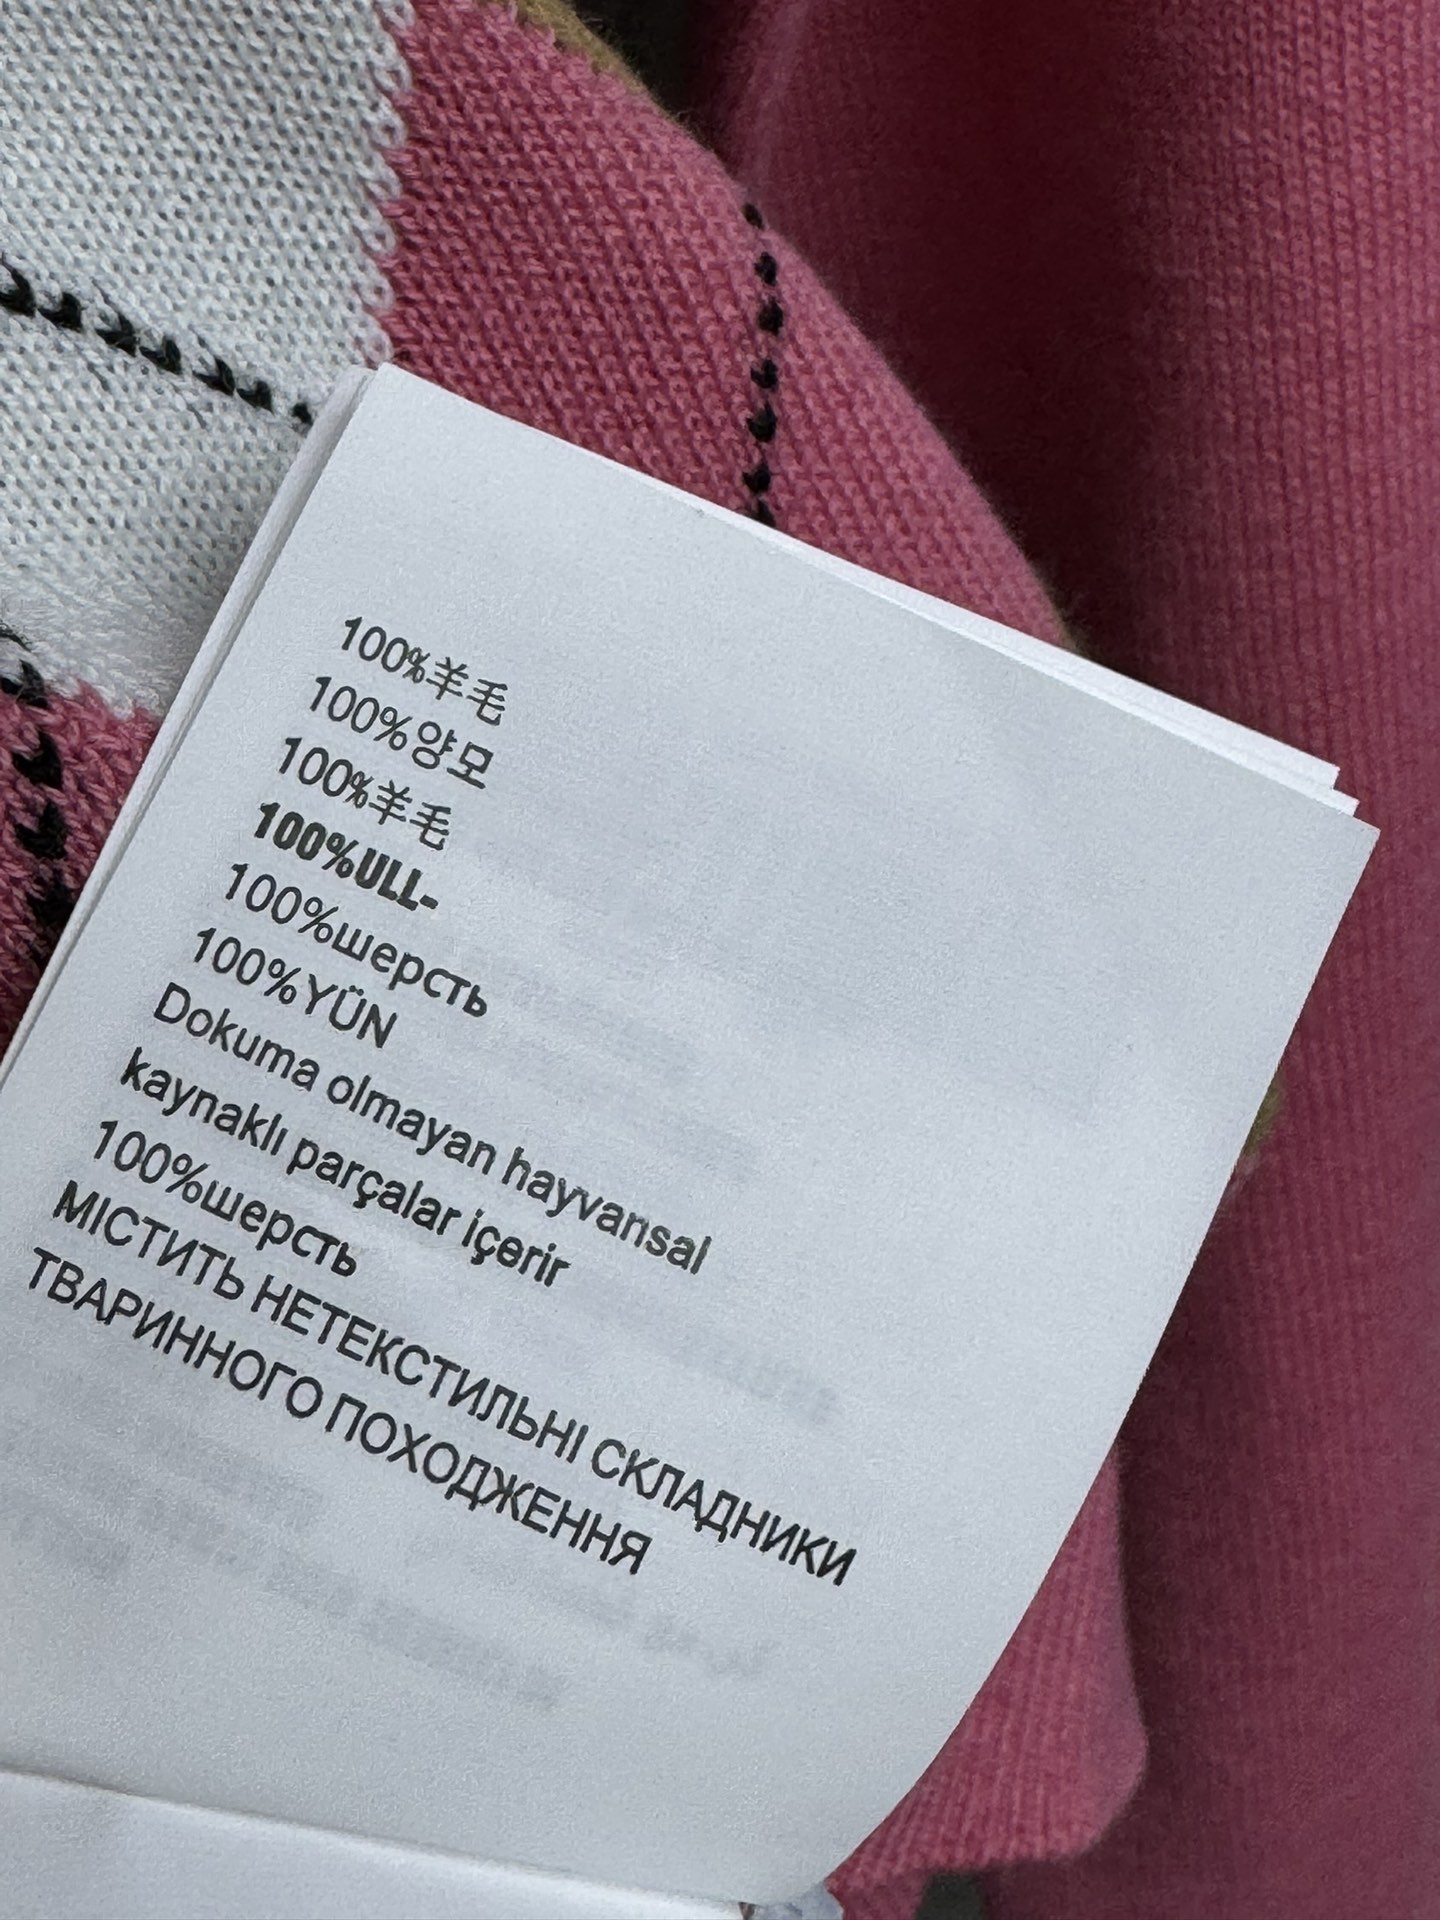 100%羊毛
100%양모
100%羊毛
100%ULL-
100%шерсть
100%YÜN
Dokuma olmayan hayvansal
kaynaklı parçalar içerir
100%шерсть
МІСТИТЬ НЕТЕКСТИЛЬНІ СКЛАДНИКИ
ТВАРИННОГО ПОХОДЖЕННЯ